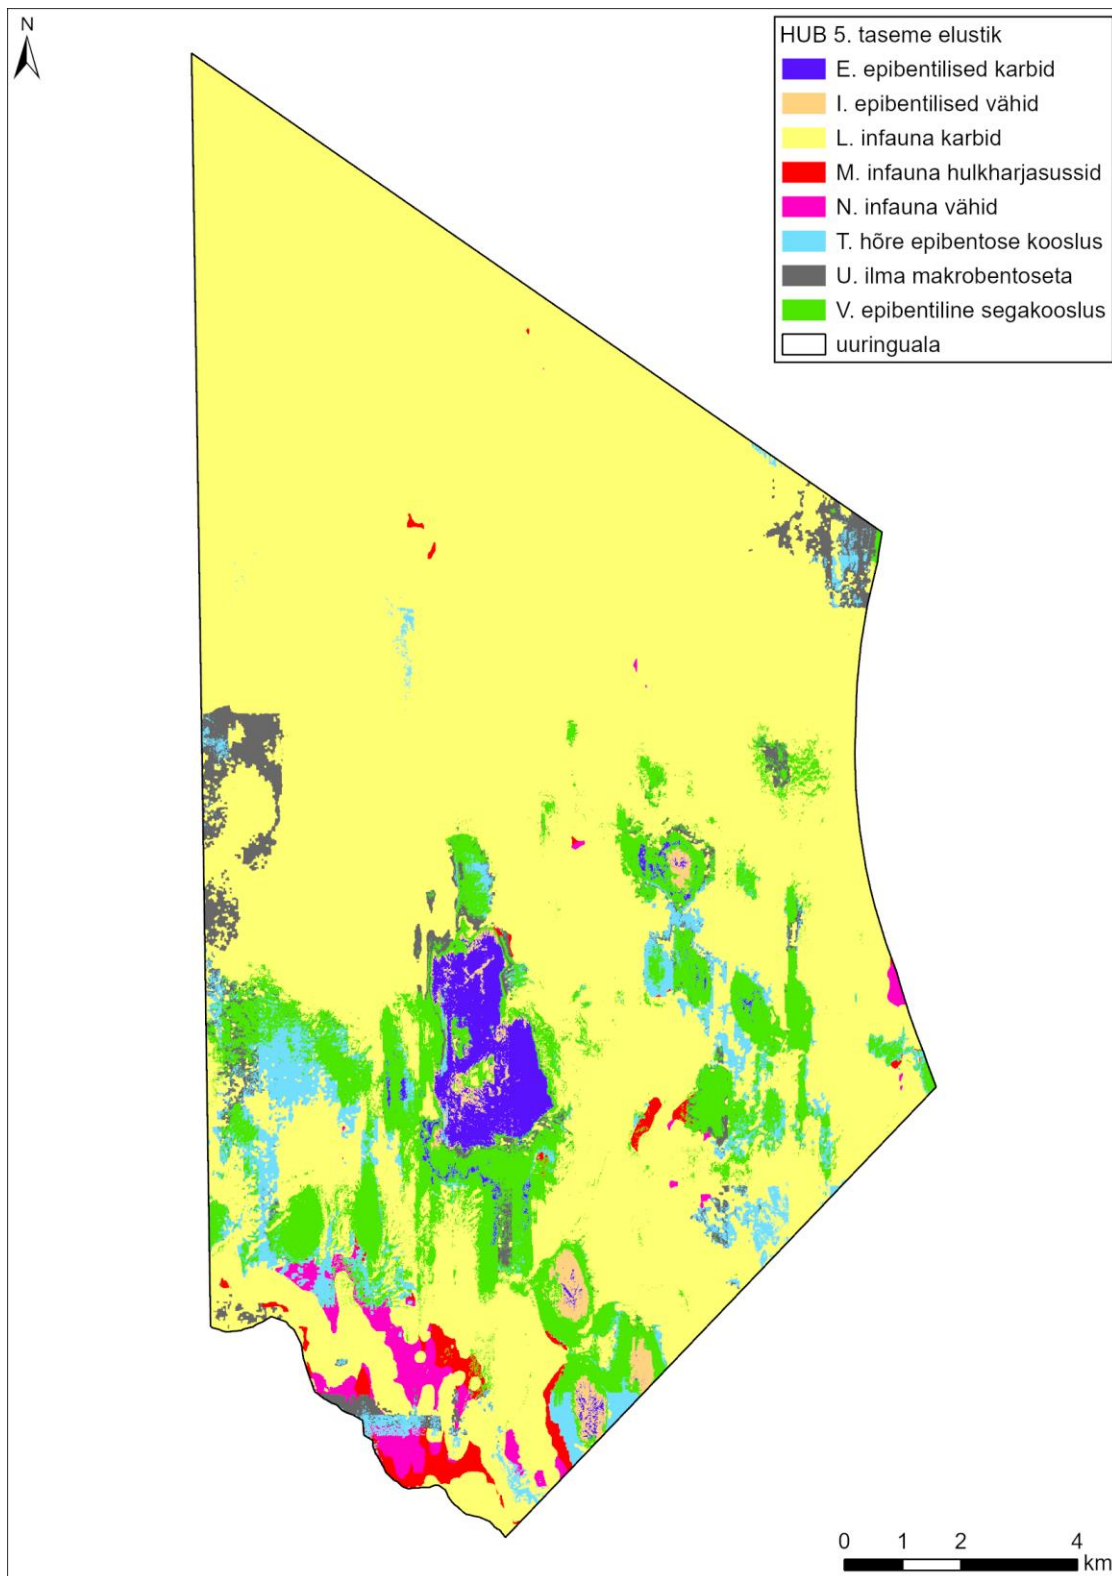 N
HUB 5. taseme elustik
E. epibentilised karbid
I. epibentilised vähid
L. infauna karbid
M. infauna hulkharjasussid
N. infauna vähid
T. hõre epibentose kooslus
U. ilma makrobentoseta
V. epibentiline segakooslus
uuringuala
0 1 2 4
km